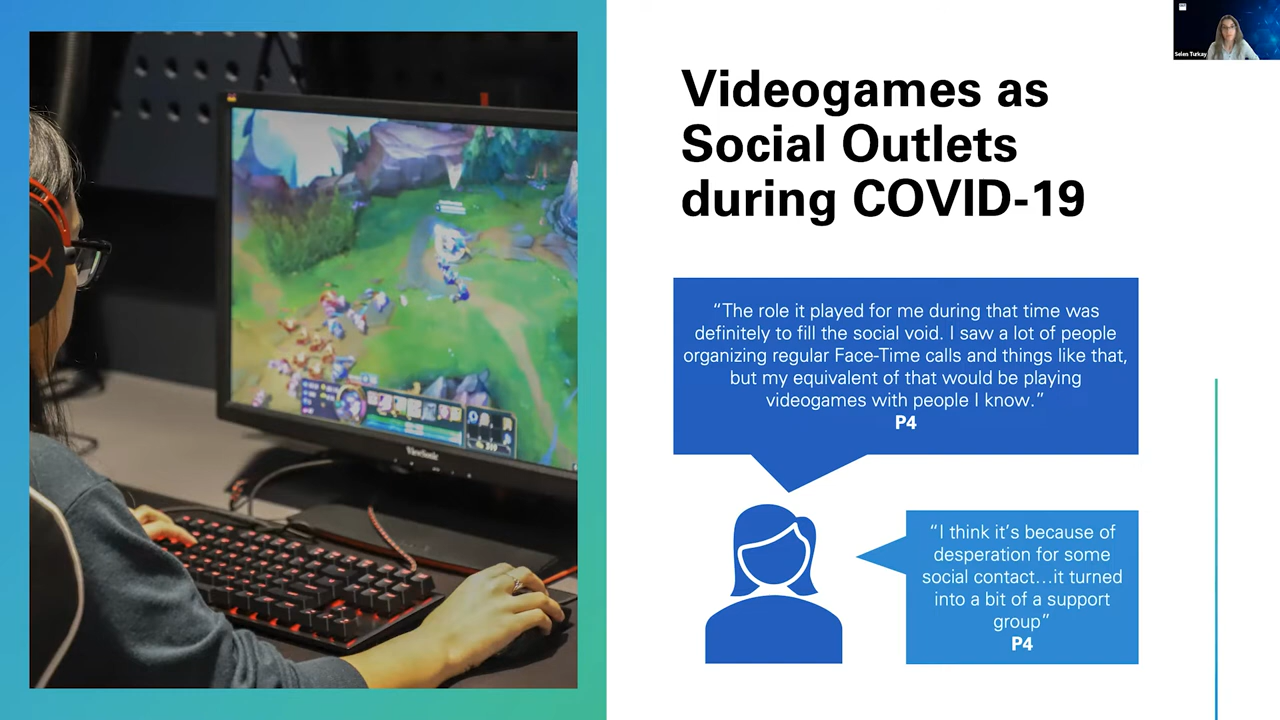 Selen Turkay
Videogames as
Social Outlets
during COVID-19
“The role it played for me during that time was
definitely to fill the social void. I saw a lot of people
organizing regular Face-Time calls and things like that,
but my equivalent of that would be playing
videogames with people I know.”
P4
“I think it’s because of
desperation for some
social contact…it turned
into a bit of a support
group”
P4
ViewSonic